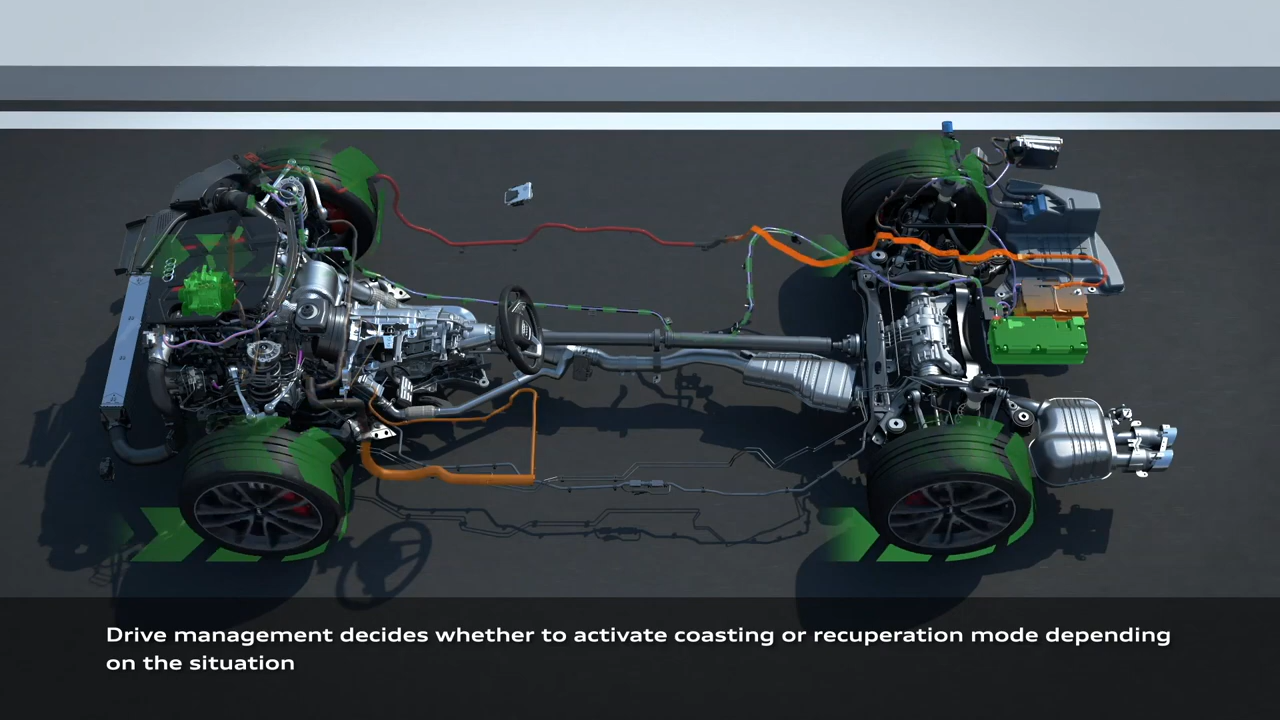 Drive management decides whether to activate coasting or recuperation mode depending
on the situation